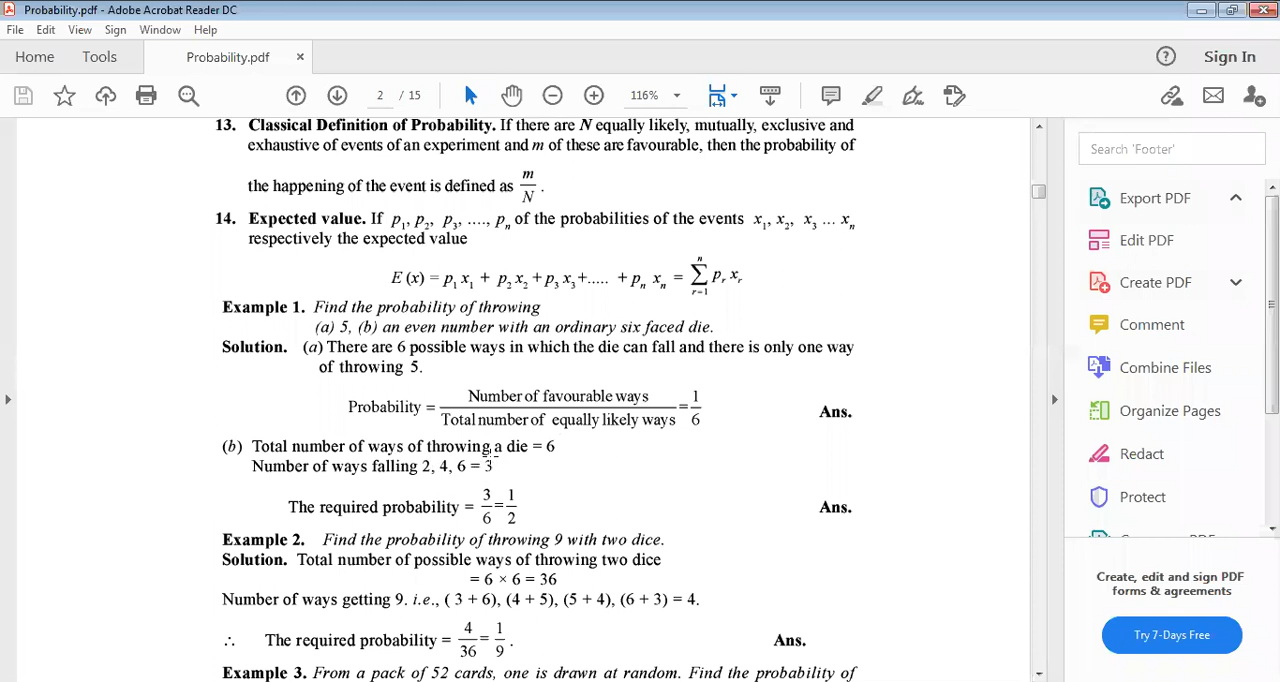 Probability.pdf - Adobe Acrobat Reader DC
File Edit View Sign Window Help
Home Tools Probability.pdf × Sign In
2 / 15 116%
13. Classical Definition of Probability. If there are N equally likely, mutually, exclusive and
exhaustive of events of an experiment and m of these are favourable, then the probability of
the happening of the event is defined as m/N .
14. Expected value. If p₁, p₂, p₃, ...., pₙ of the probabilities of the events x₁, x₂, x₃ ... xₙ
respectively the expected value
E (x) = p₁ x₁ + p₂ x₂ + p₃ x₃ +..... + pₙ xₙ = ∑ⁿᵣ₌₁ pᵣ xᵣ
Example 1. Find the probability of throwing
(a) 5, (b) an even number with an ordinary six faced die.
Solution. (a) There are 6 possible ways in which the die can fall and there is only one way
of throwing 5.
Probability = Number of favourable ways / Total number of equally likely ways = 1/6 Ans.
(b) Total number of ways of throwing a die = 6
Number of ways falling 2, 4, 6 = 3
The required probability = 3/6 = 1/2 Ans.
Example 2. Find the probability of throwing 9 with two dice.
Solution. Total number of possible ways of throwing two dice
= 6 × 6 = 36
Number of ways getting 9. i.e., ( 3 + 6), (4 + 5), (5 + 4), (6 + 3) = 4.
∴ The required probability = 4/36 = 1/9 . Ans.
Example 3. From a pack of 52 cards, one is drawn at random. Find the probability of
Search 'Footer'
Export PDF
Edit PDF
Create PDF
Comment
Combine Files
Organize Pages
Redact
Protect
Create, edit and sign PDF
forms & agreements
Try 7-Days Free